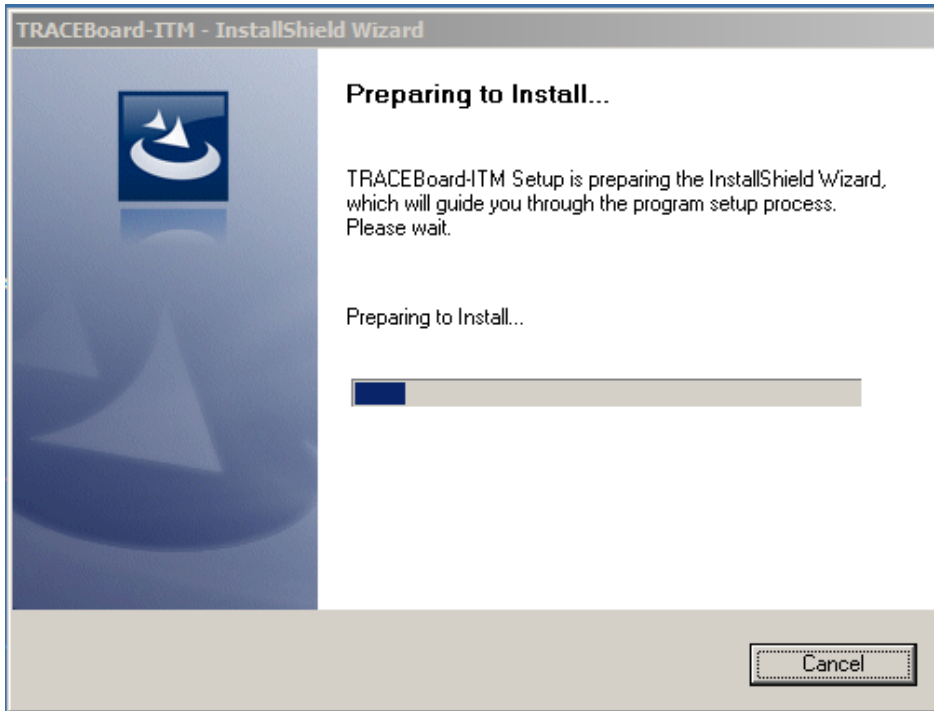 TRACEBoard-ITM - InstallShield Wizard
Preparing to Install...
TRACEBoard-ITM Setup is preparing the InstallShield Wizard,
which will guide you through the program setup process.
Please wait.
Preparing to Install...
Cancel